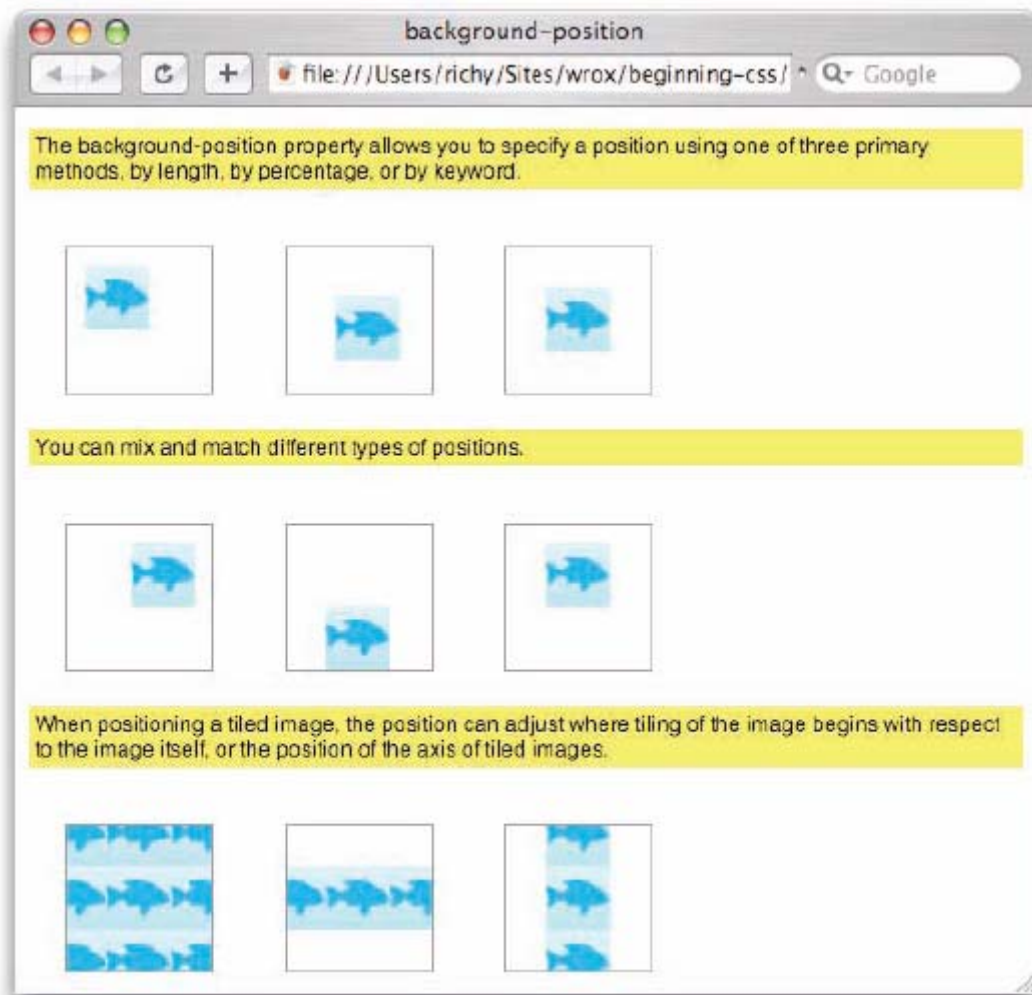 background-position
file:///Users/richy/Sites/wrox/beginning-css/
Google
The background-position property allows you to specify a position using one of three primary
methods, by length, by percentage, or by keyword.
You can mix and match different types of positions.
When positioning a tiled image, the position can adjust where tiling of the image begins with respect
to the image itself, or the position of the axis of tiled images.